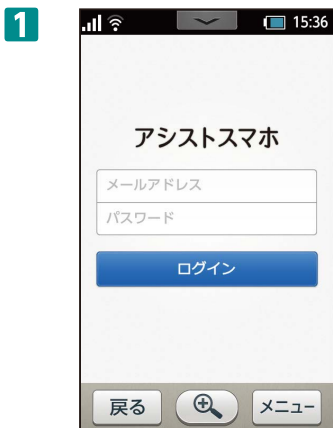 1
15:36
アシストスマホ
メールアドレス
パスワード
ログイン
戻る
メニュー